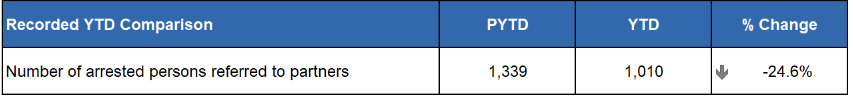 Recorded YTD Comparison PYTD YTD % Change
Number of arrested persons referred to partners 1,339 1,010 -24.6%